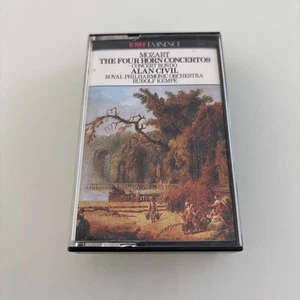 EMI EMINENCE
MOZART
THE FOUR HORN CONCERTOS
CONCERT RONDO
ALAN CIVIL
ROYAL PHILHARMONIC ORCHESTRA
RUDOLF KEMPE